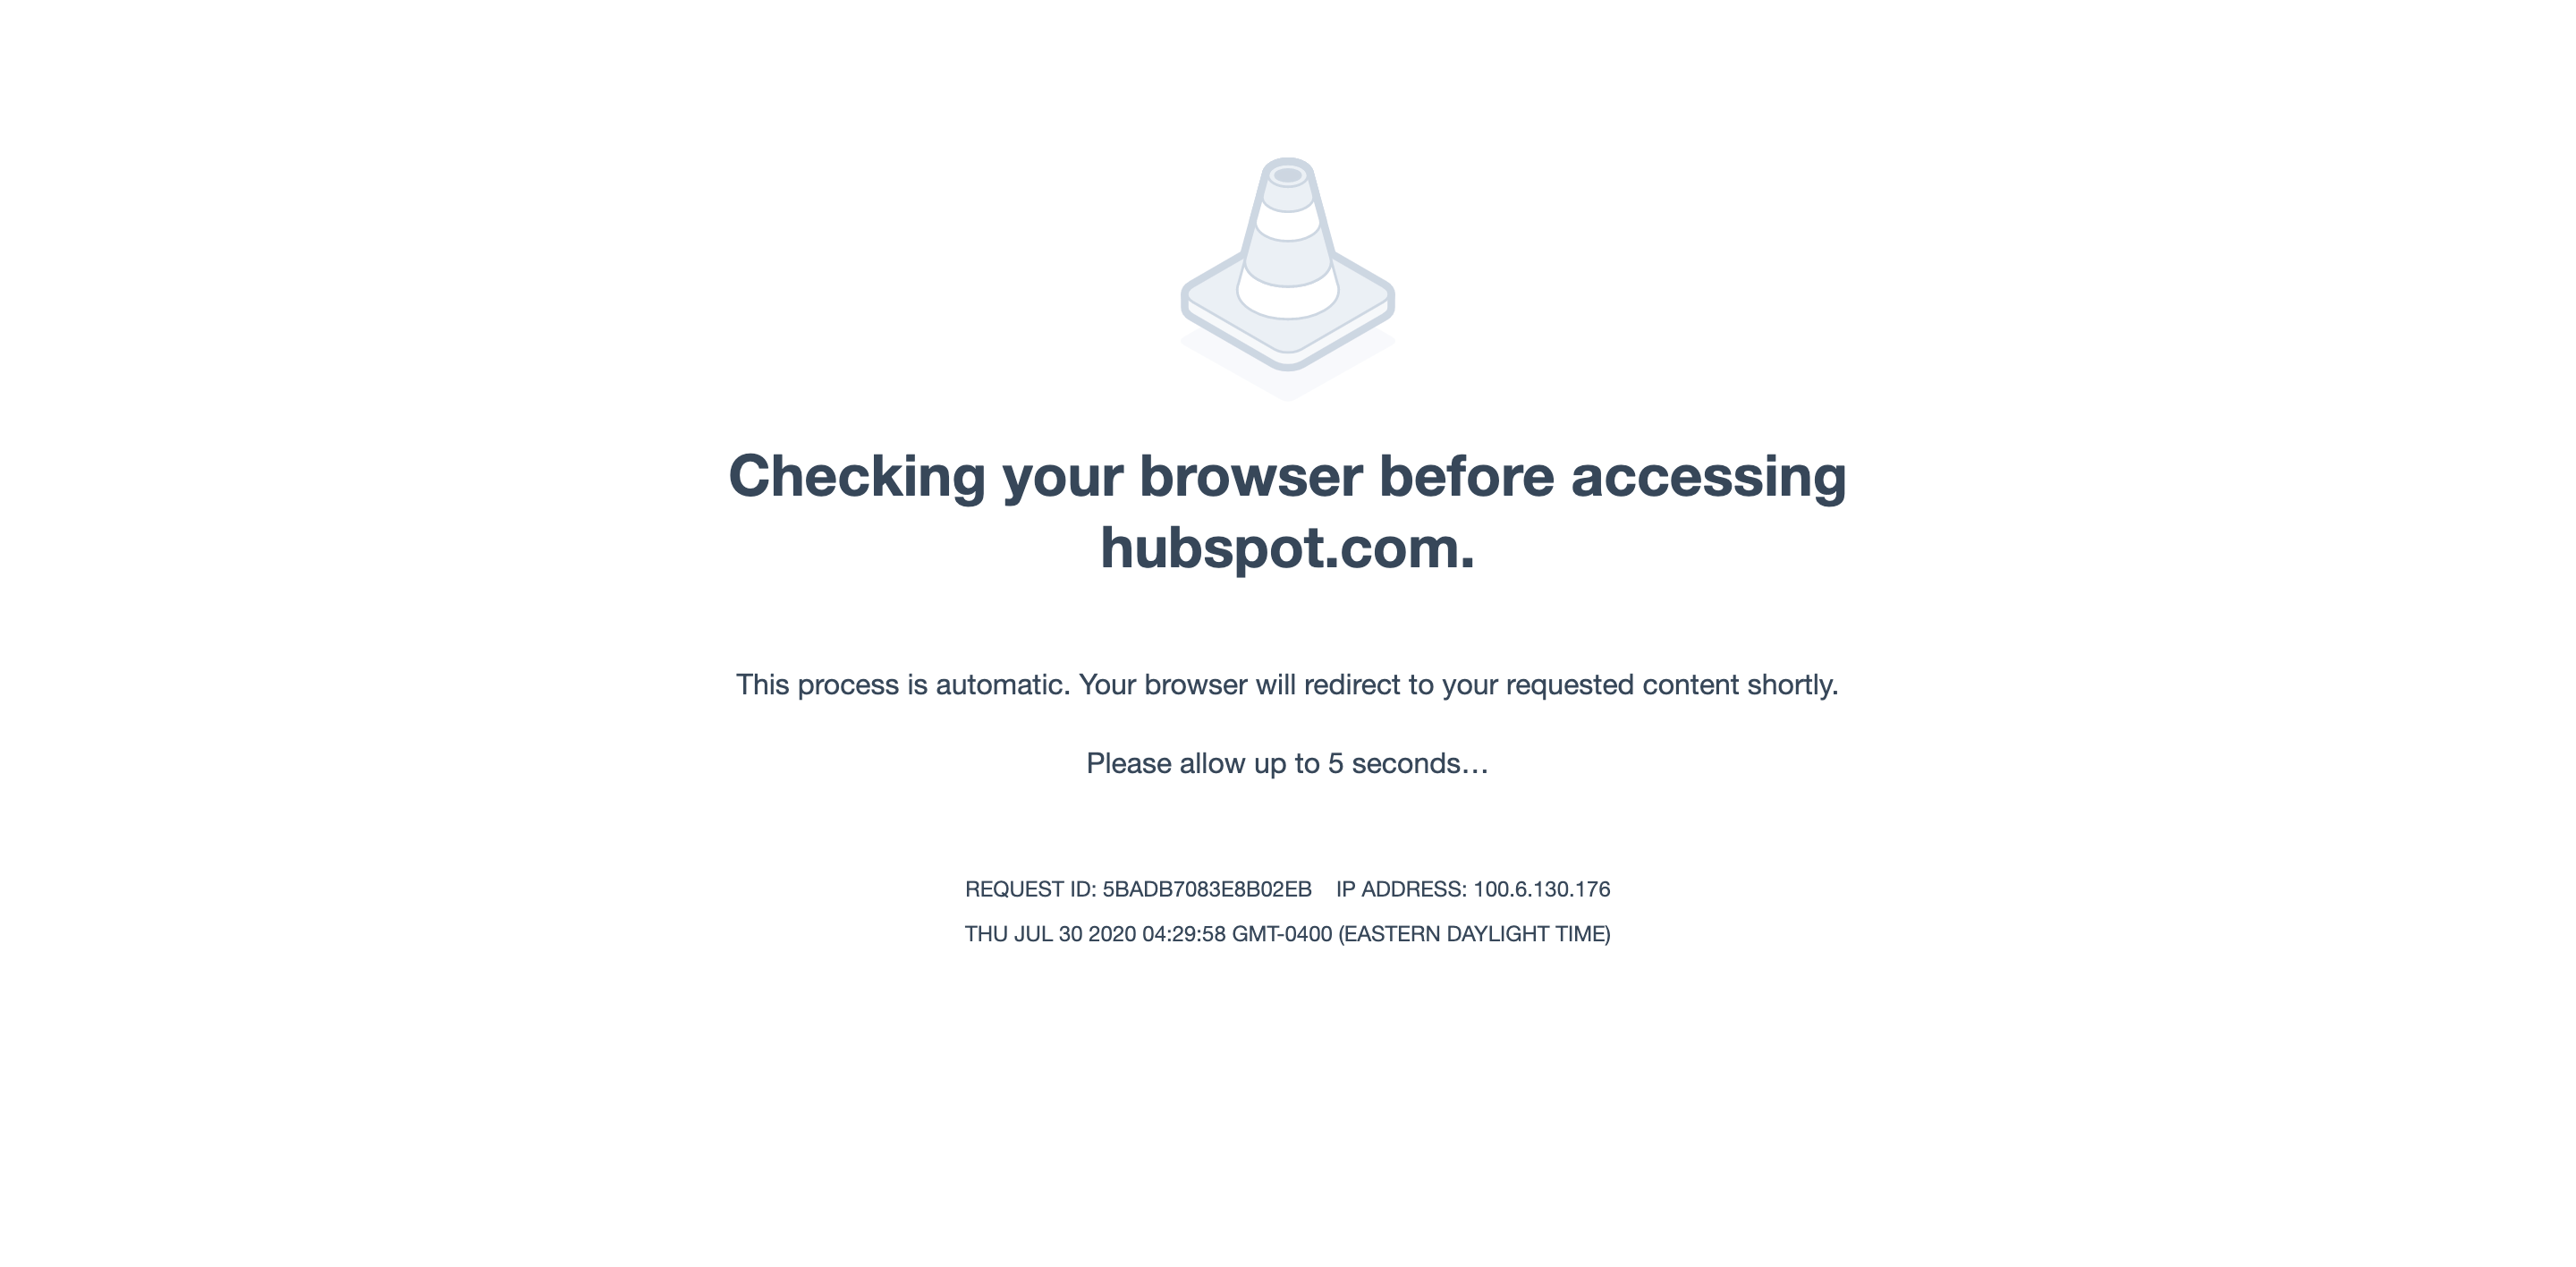 Checking your browser before accessing
hubspot.com.
This process is automatic. Your browser will redirect to your requested content shortly.
Please allow up to 5 seconds…
REQUEST ID: 5BADB7083E8B02EB IP ADDRESS: 100.6.130.176
THU JUL 30 2020 04:29:58 GMT-0400 (EASTERN DAYLIGHT TIME)